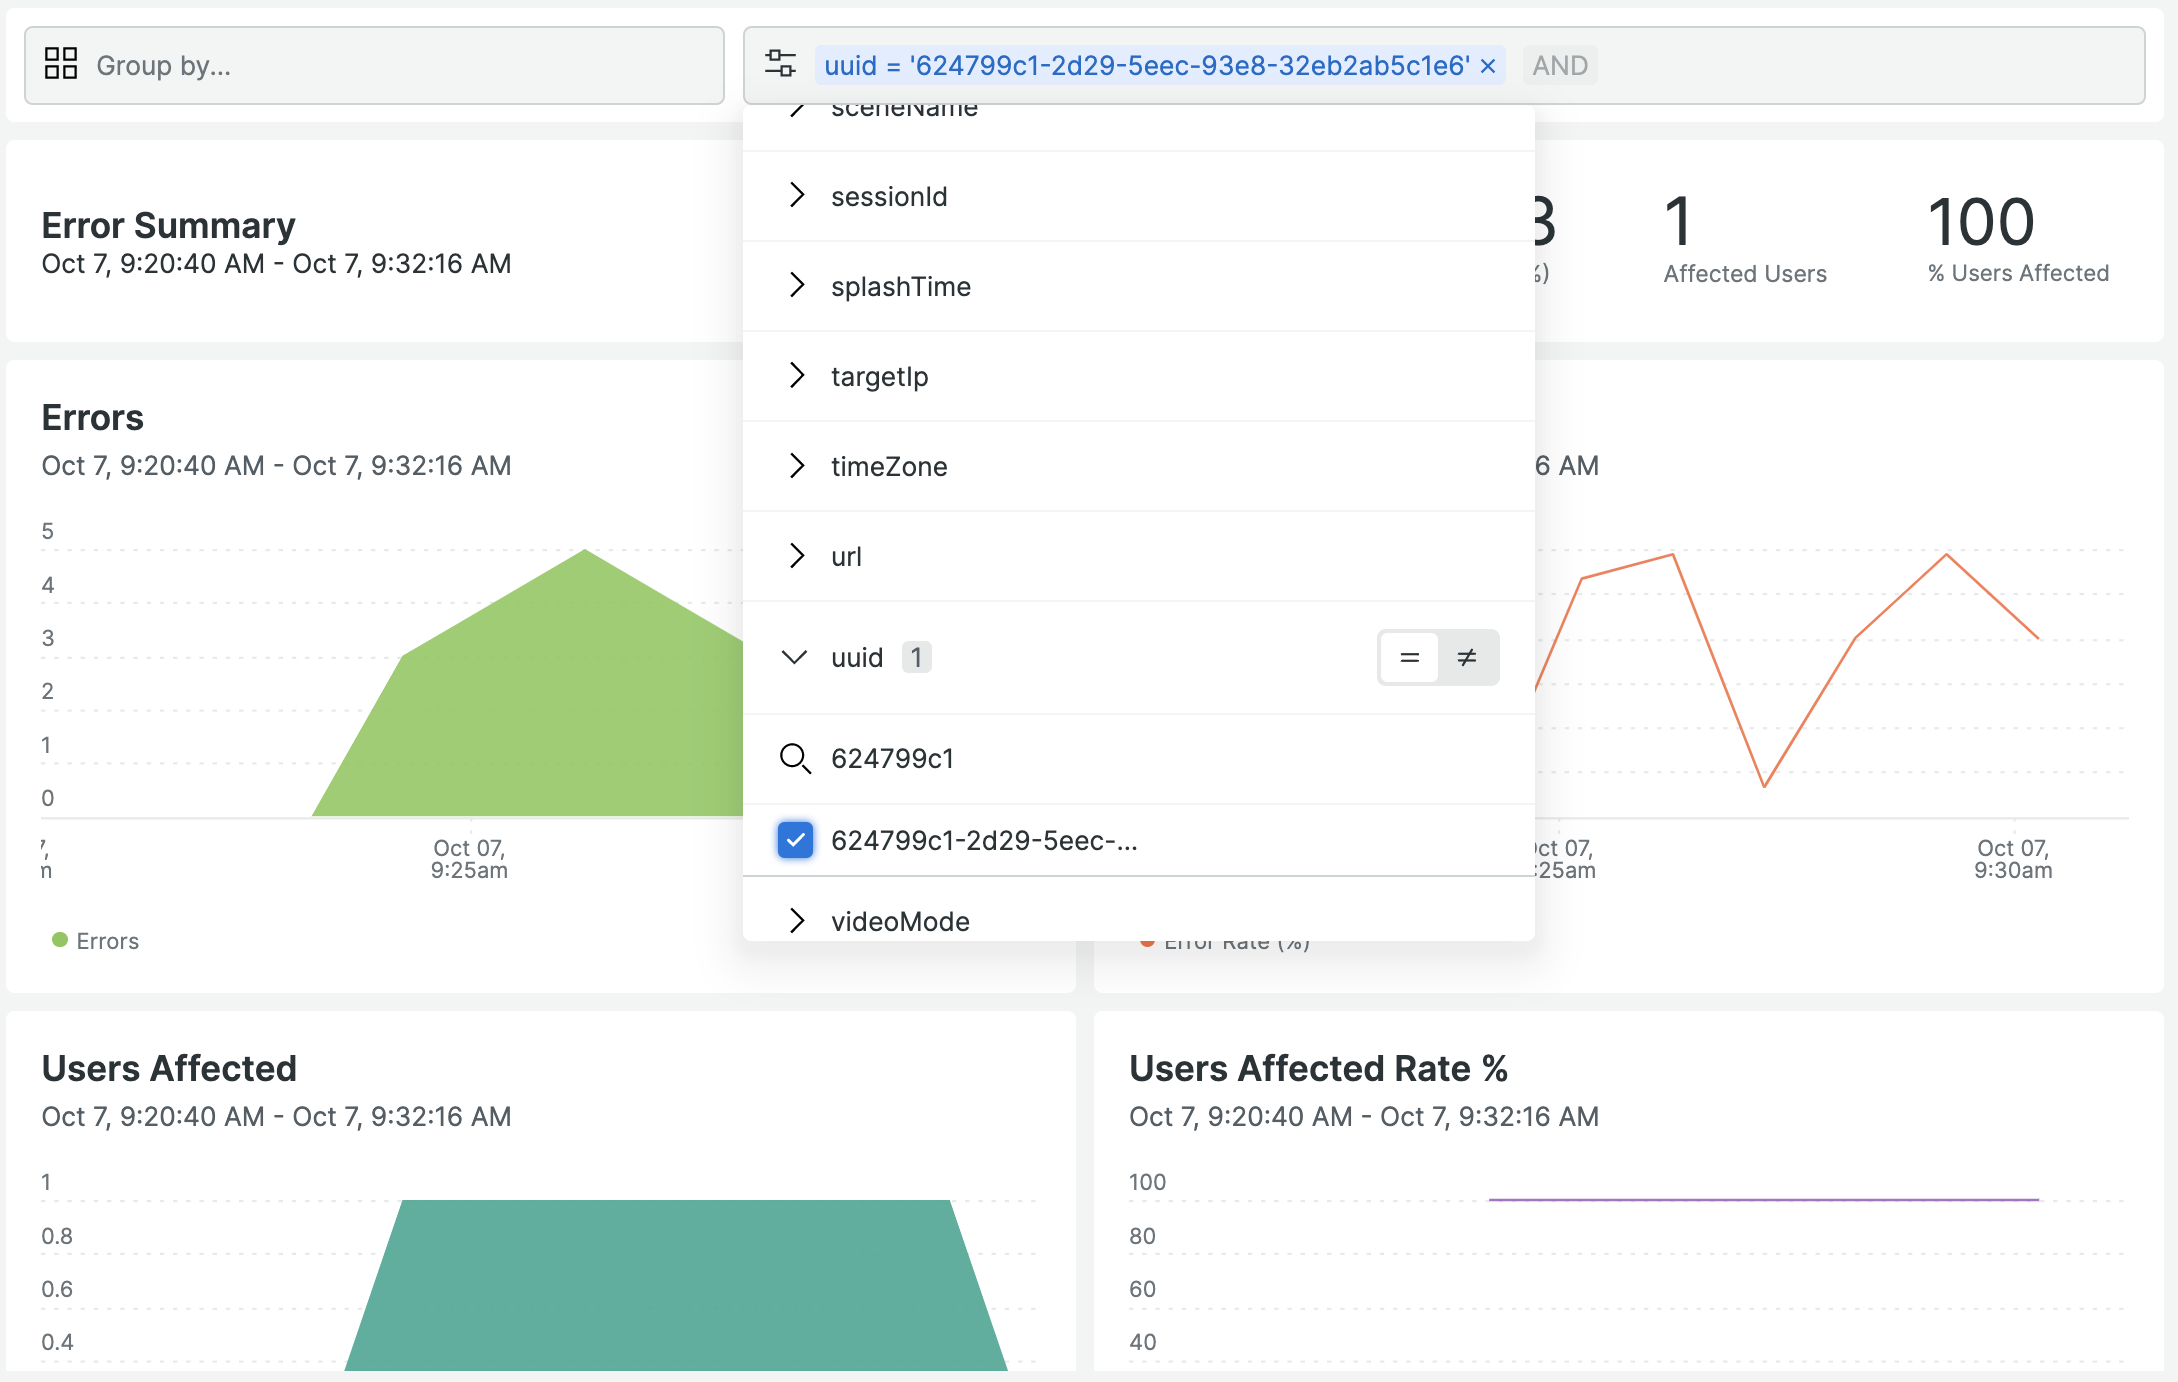 Group by...
uuid = '624799c1-2d29-5eec-93e8-32eb2ab5c1e6' × AND
sceneName
sessionId
splashTime
targetIp
timeZone
url
uuid 1 = ≠
624799c1
624799c1-2d29-5eec-...
videoMode
Error Summary
Oct 7, 9:20:40 AM - Oct 7, 9:32:16 AM
1
Affected Users
100
% Users Affected
Errors
Oct 7, 9:20:40 AM - Oct 7, 9:32:16 AM
5
4
3
2
1
0
Oct 07,
9:25am
Errors
6 AM
Oct 07,
:25am
Oct 07,
9:30am
Error Rate (%)
Users Affected
Oct 7, 9:20:40 AM - Oct 7, 9:32:16 AM
1
0.8
0.6
0.4
Users Affected Rate %
Oct 7, 9:20:40 AM - Oct 7, 9:32:16 AM
100
80
60
40